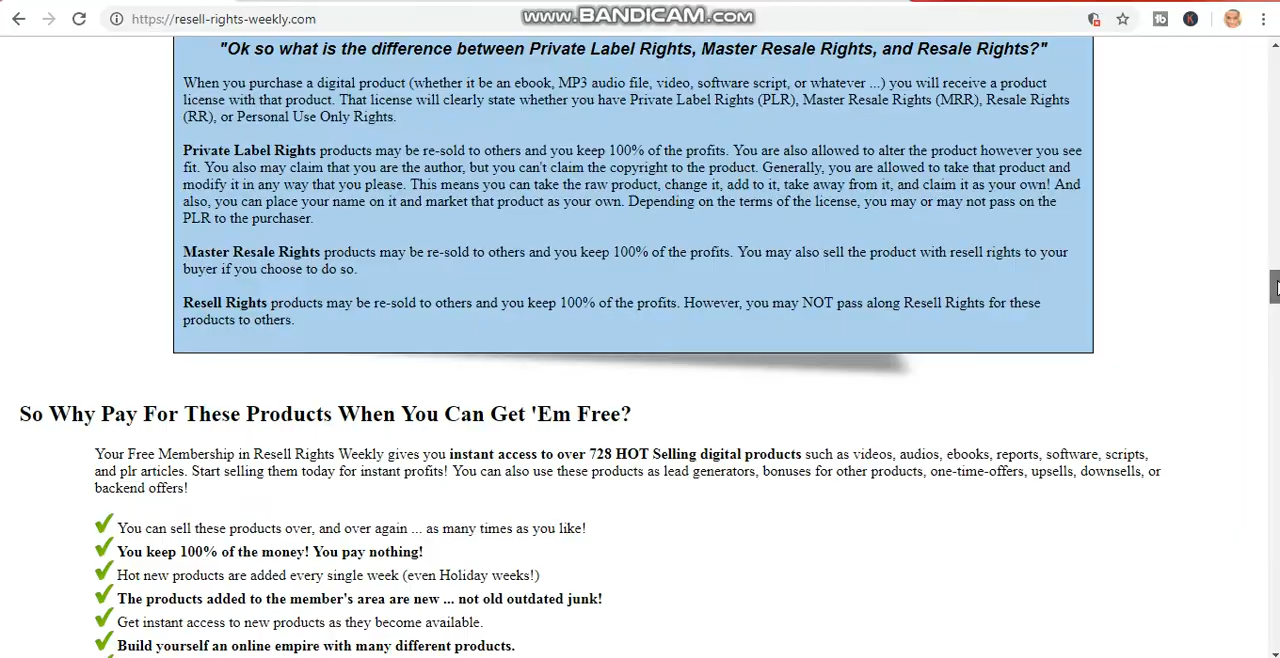 https://resell-rights-weekly.com
www.BANDICAM.com
"Ok so what is the difference between Private Label Rights, Master Resale Rights, and Resale Rights?"
When you purchase a digital product (whether it be an ebook, MP3 audio file, video, software script, or whatever ...) you will receive a product
license with that product. That license will clearly state whether you have Private Label Rights (PLR), Master Resale Rights (MRR), Resale Rights
(RR), or Personal Use Only Rights.
Private Label Rights products may be re-sold to others and you keep 100% of the profits. You are also allowed to alter the product however you see
fit. You also may claim that you are the author, but you can't claim the copyright to the product. Generally, you are allowed to take that product and
modify it in any way that you please. This means you can take the raw product, change it, add to it, take away from it, and claim it as your own! And
also, you can place your name on it and market that product as your own. Depending on the terms of the license, you may or may not pass on the
PLR to the purchaser.
Master Resale Rights products may be re-sold to others and you keep 100% of the profits. You may also sell the product with resell rights to your
buyer if you choose to do so.
Resell Rights products may be re-sold to others and you keep 100% of the profits. However, you may NOT pass along Resell Rights for these
products to others.
So Why Pay For These Products When You Can Get 'Em Free?
Your Free Membership in Resell Rights Weekly gives you instant access to over 728 HOT Selling digital products such as videos, audios, ebooks, reports, software, scripts,
and plr articles. Start selling them today for instant profits! You can also use these products as lead generators, bonuses for other products, one-time-offers, upsells, downsells, or
backend offers!
You can sell these products over, and over again ... as many times as you like!
You keep 100% of the money! You pay nothing!
Hot new products are added every single week (even Holiday weeks!)
The products added to the member's area are new ... not old outdated junk!
Get instant access to new products as they become available.
Build yourself an online empire with many different products.